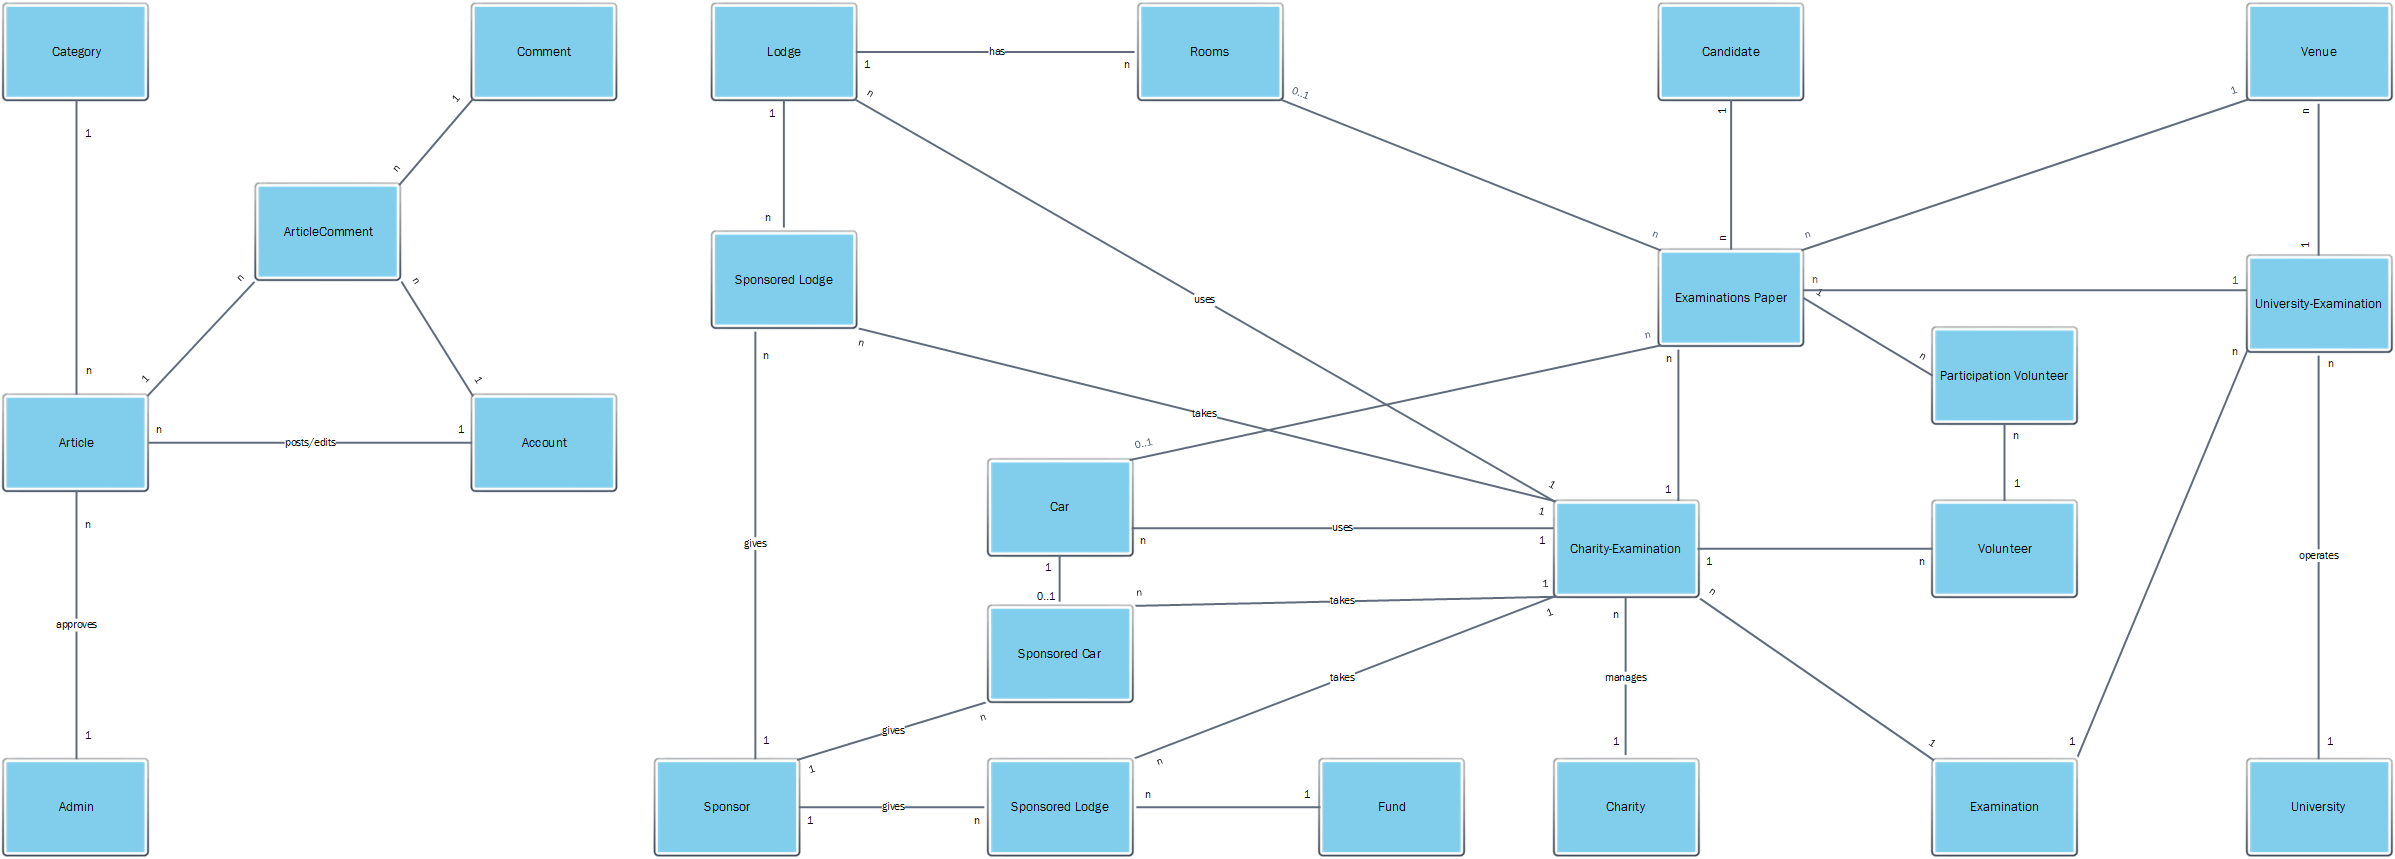 Category
Comment
Lodge
has
Rooms
Candidate
Venue
1
n
n
1
0..1
1
1
n
1
1
n
n
ArticleComment
n
n
n
n
1
Sponsored Lodge
n
n
Examinations Paper
n
1
University-Examination
1
uses
n
n
n
n
n
n
n
Participation Volunteer
1
1
n
takes
0..1
n
Article
n
posts/edits
1
Account
n
n
1
1
1
1
Car
uses
n
1
n
gives
Charity-Examination
1
n
Volunteer
operates
1
0..1
n
takes
1
1
n
n
approves
Sponsored Car
takes
manages
n
gives
1
1
1
1
n
1
1
1
n
Admin
Sponsor
gives
1
n
Sponsored Lodge
n
1
Fund
Charity
Examination
University